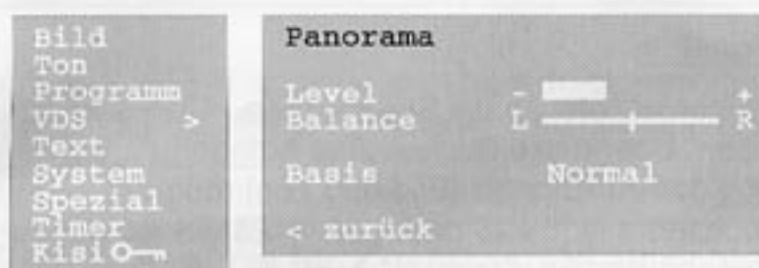 Bild
Ton
Programm
VDS >
Text
System
Spezial
Timer
Kisi
Panorama
Level - +
Balance L R
Basis Normal
< zurück